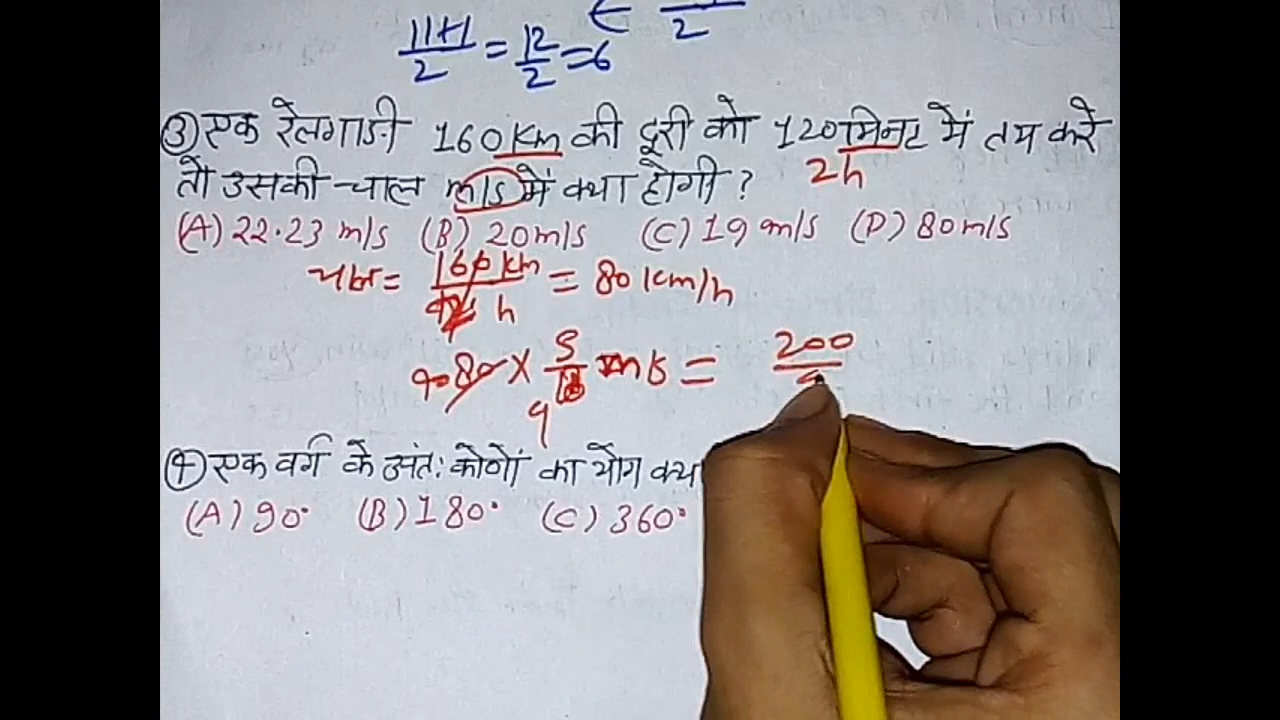 11+1/2 = 12/2 = 6
2
③ एक रेलगाडी 160 Km की दूरी को 120 मिनट में तय करे
2h
तो उसकी चाल m/s में क्या होगी ?
(A) 22.23 m/s (B) 20 m/s (C) 19 m/s (D) 80 m/s
चाल = 160 km / h = 80 km/h
40 80 × 5/18 m/s = 200/9
9
④ एक वर्ग के अंतः कोणों का योग क्या
(A) 90° (B) 180° (C) 360°